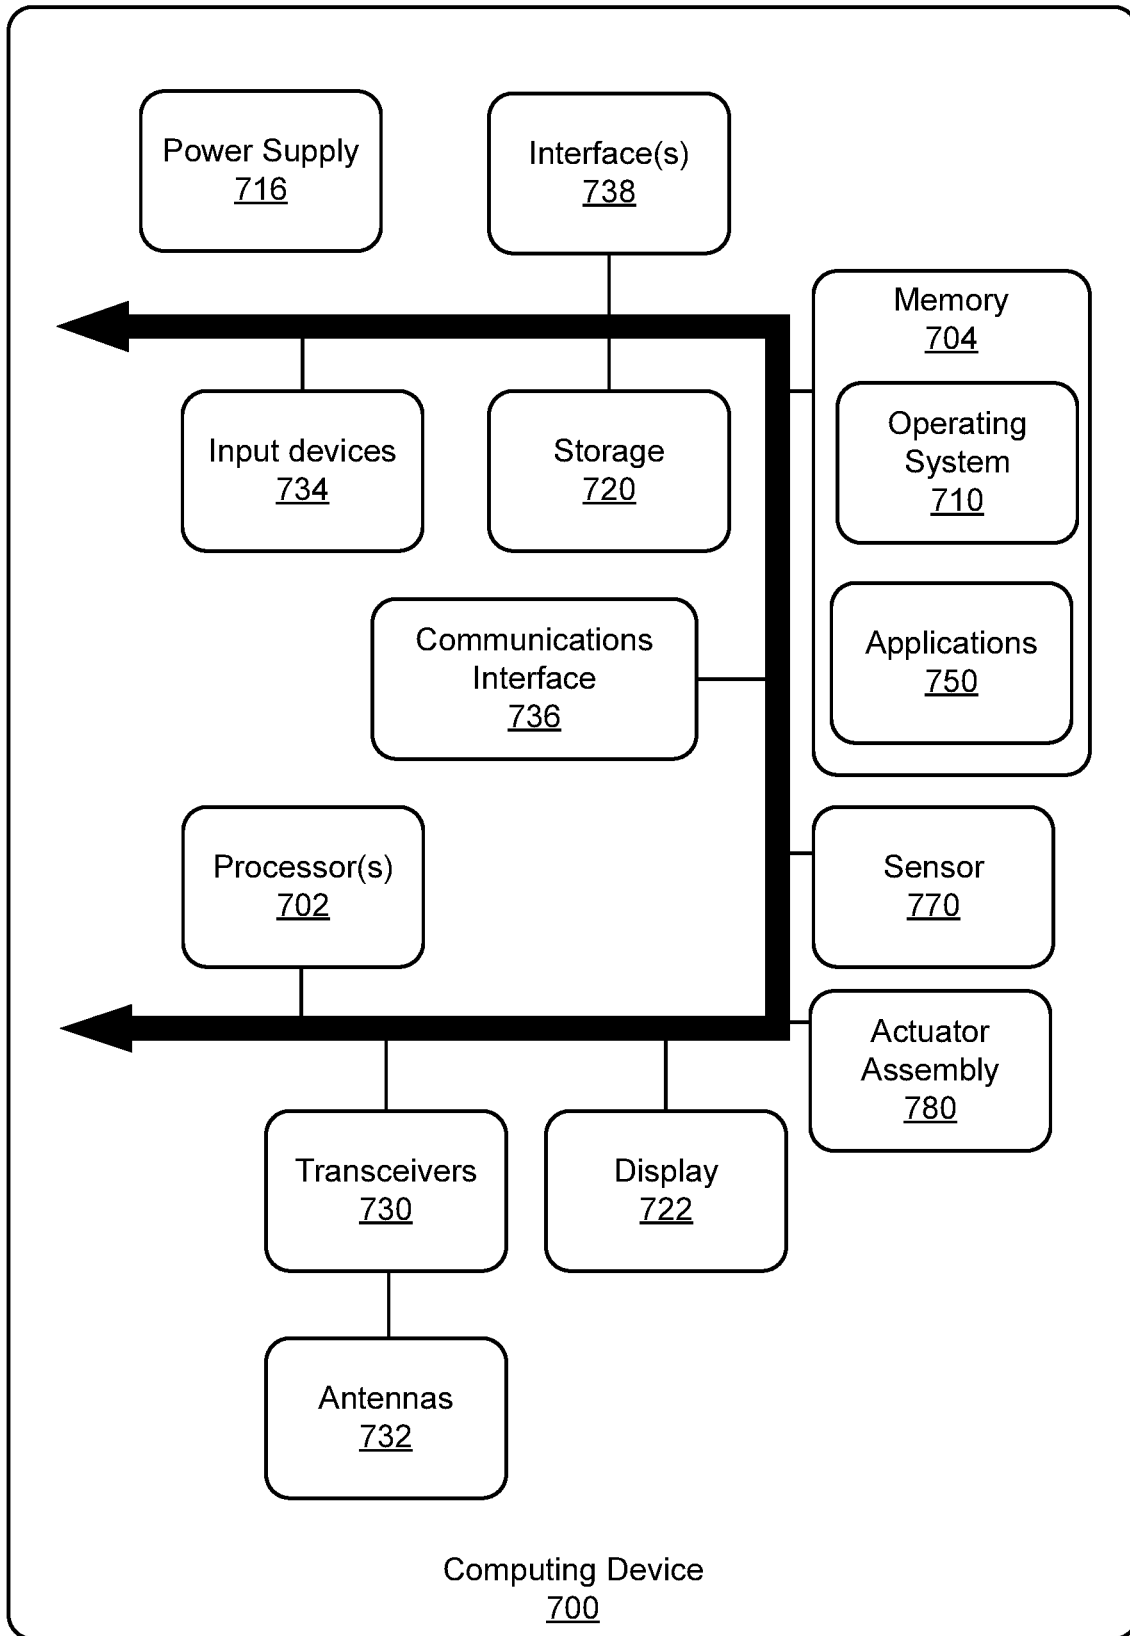 Power Supply
716
Interface(s)
738
Memory
704
Operating
System
710
Applications
750
Input devices
734
Storage
720
Communications
Interface
736
Processor(s)
702
Sensor
770
Actuator
Assembly
780
Transceivers
730
Display
722
Antennas
732
Computing Device
700